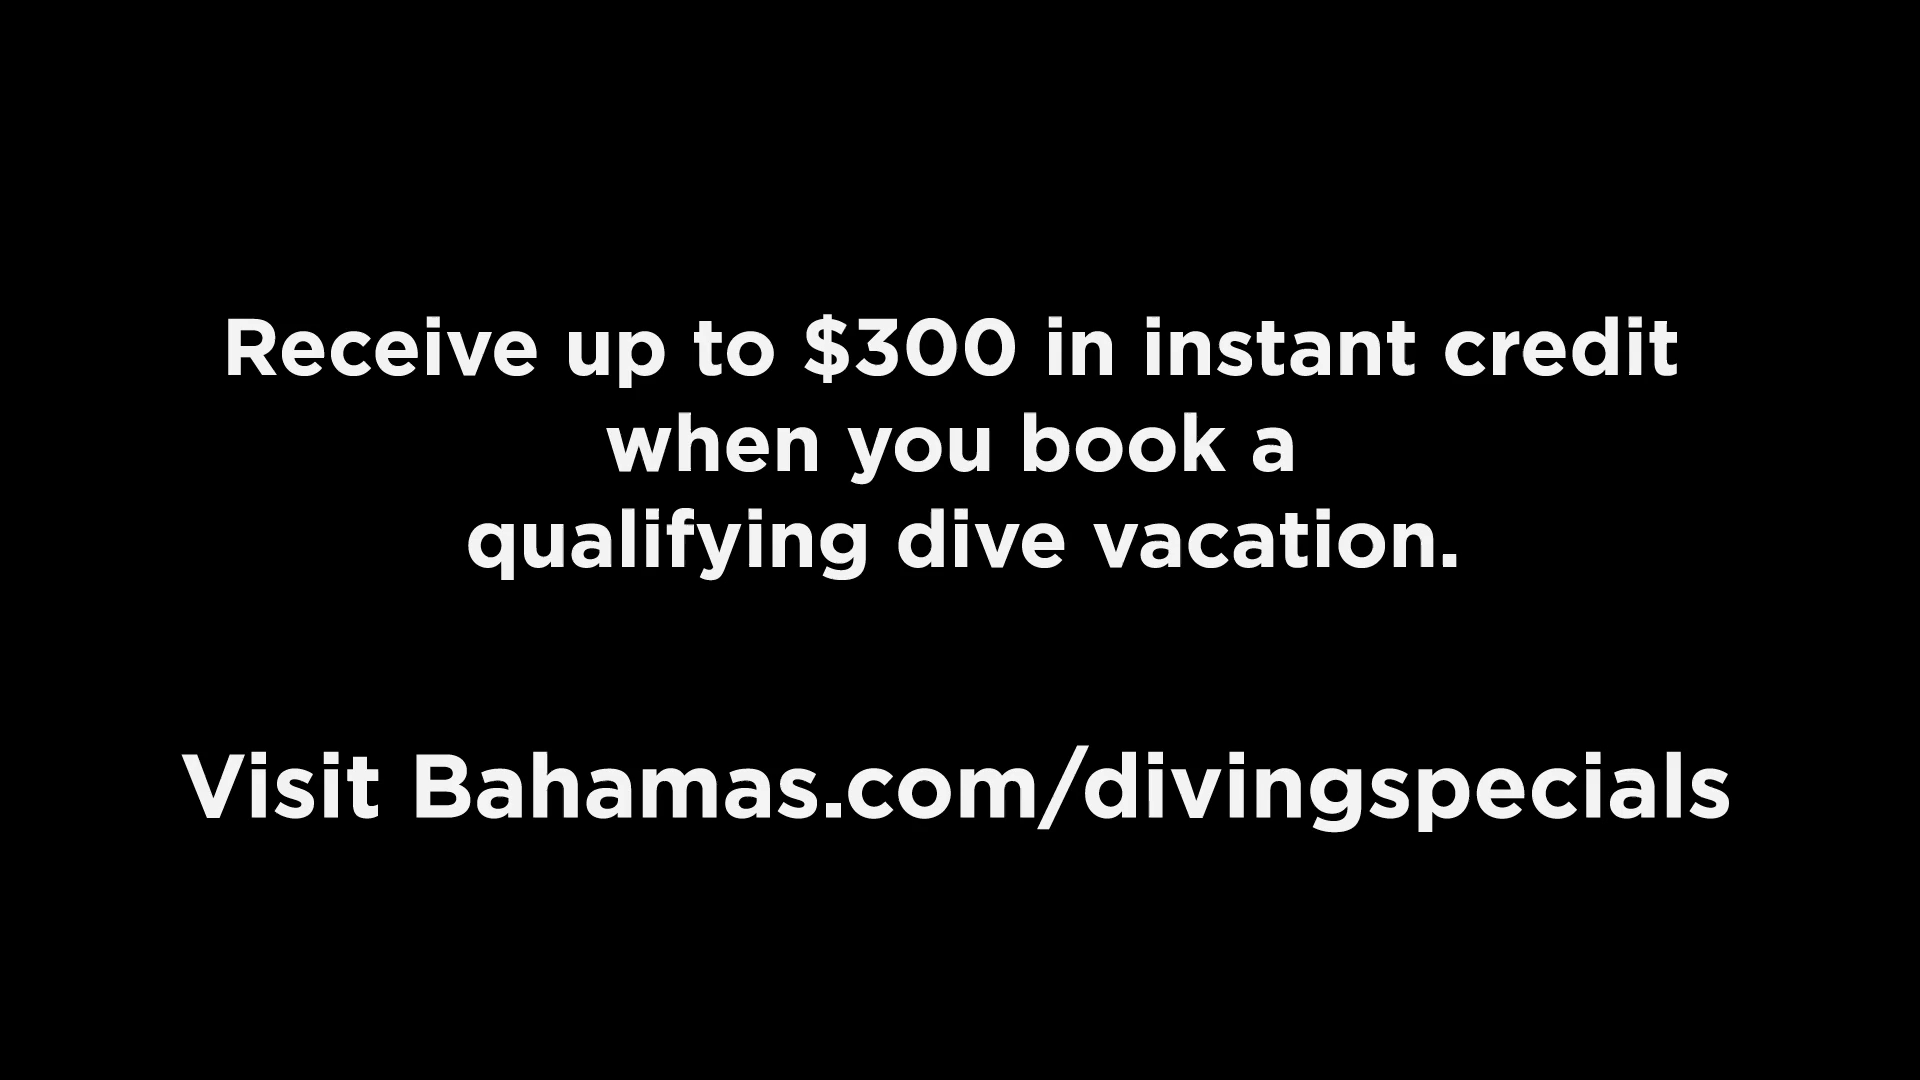 Receive up to $300 in instant credit
when you book a
qualifying dive vacation.
Visit Bahamas.com/divingspecials